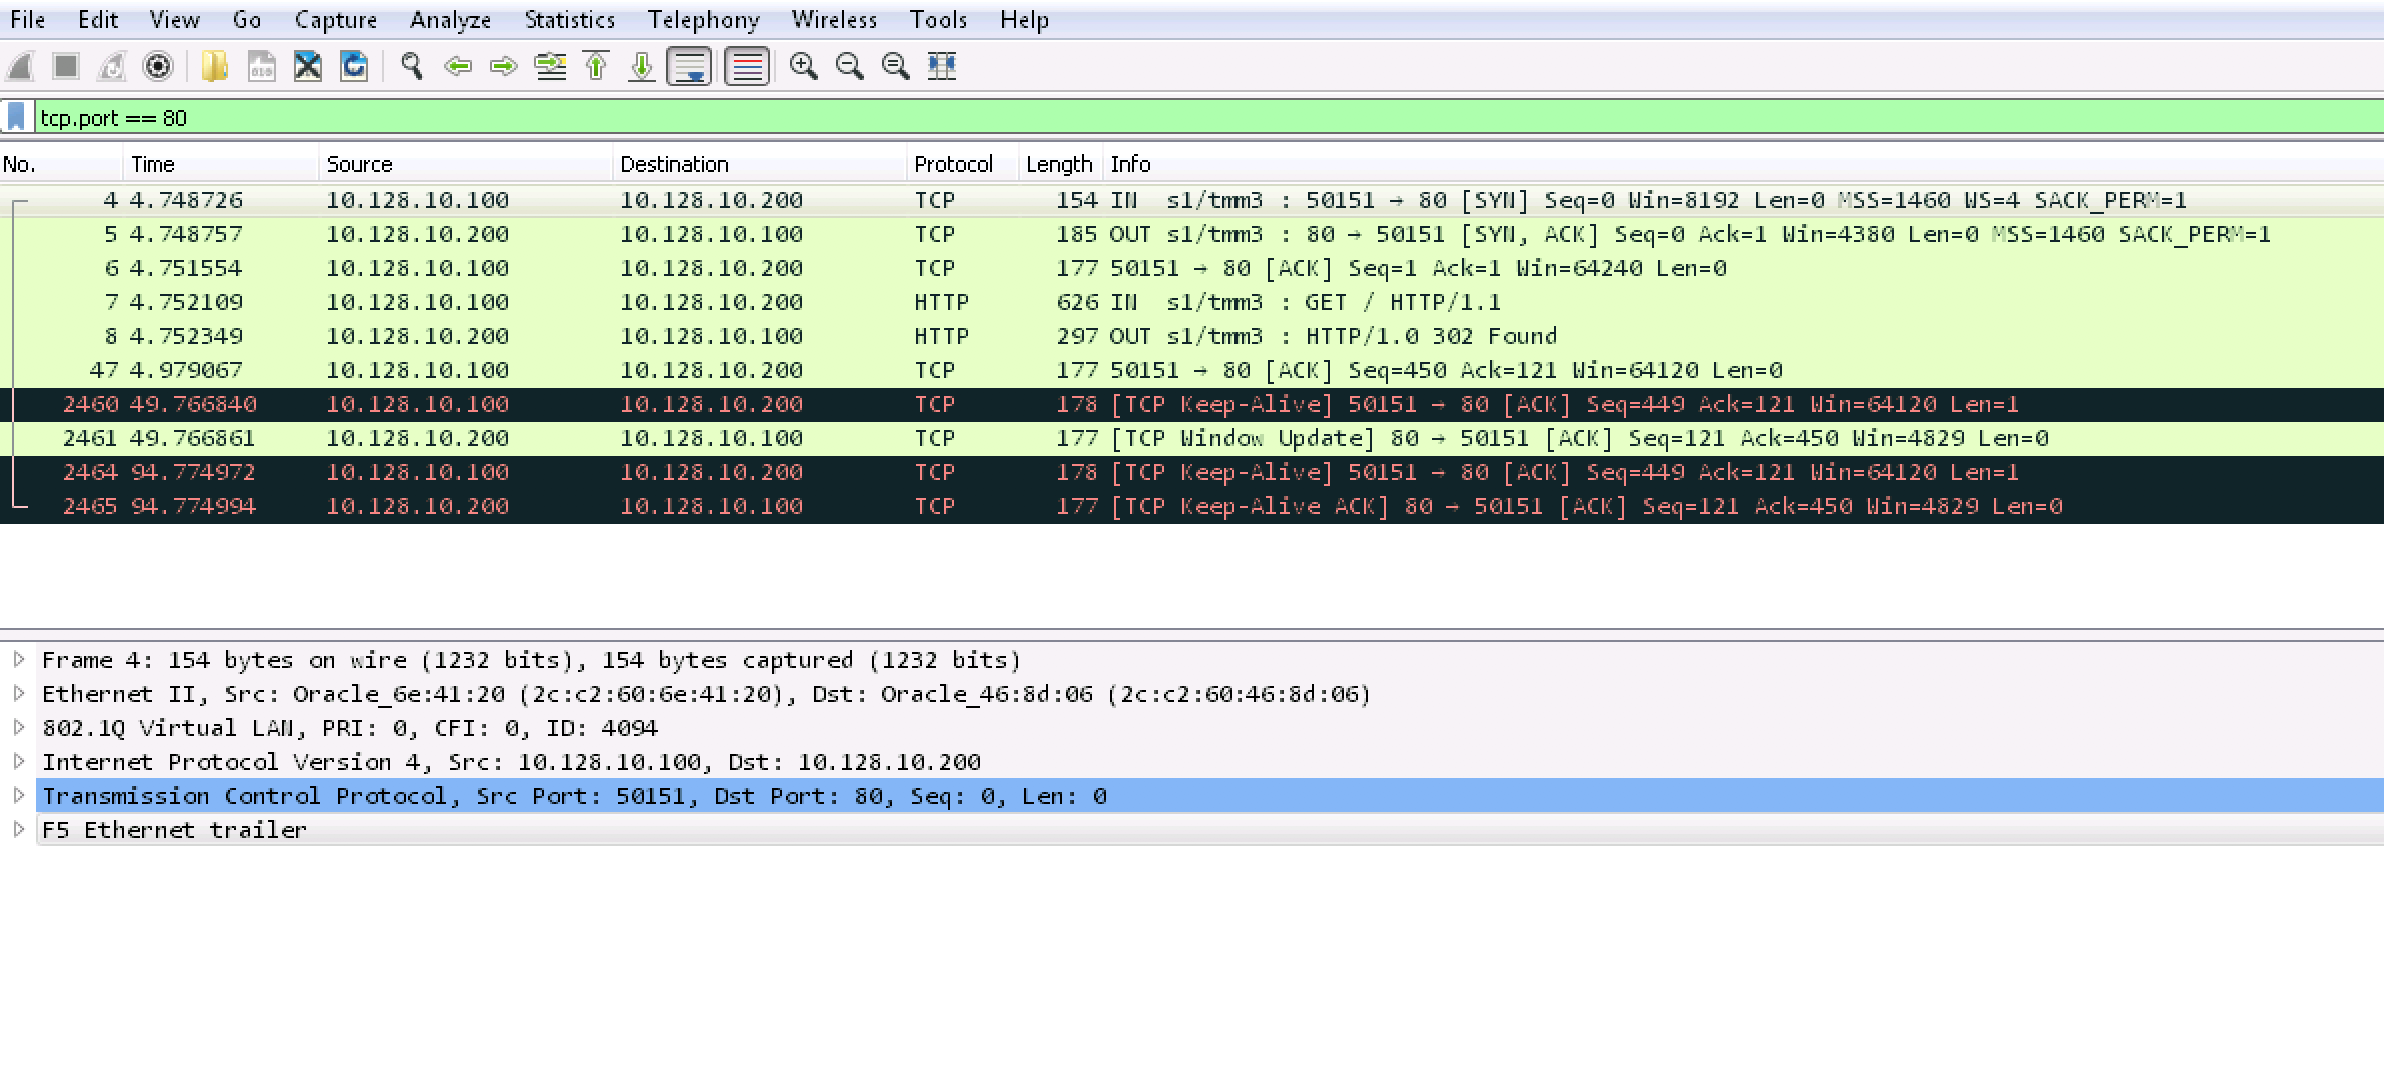 File Edit View Go Capture Analyze Statistics Telephony Wireless Tools Help
tcp.port == 80
No. Time Source Destination Protocol Length Info
4 4.748726 10.128.10.100 10.128.10.200 TCP 154 IN s1/tmm3 : 50151 → 80 [SYN] Seq=0 Win=8192 Len=0 MSS=1460 WS=4 SACK_PERM=1
5 4.748757 10.128.10.200 10.128.10.100 TCP 185 OUT s1/tmm3 : 80 → 50151 [SYN, ACK] Seq=0 Ack=1 Win=4380 Len=0 MSS=1460 SACK_PERM=1
6 4.751554 10.128.10.100 10.128.10.200 TCP 177 50151 → 80 [ACK] Seq=1 Ack=1 Win=64240 Len=0
7 4.752109 10.128.10.100 10.128.10.200 HTTP 626 IN s1/tmm3 : GET / HTTP/1.1
8 4.752349 10.128.10.200 10.128.10.100 HTTP 297 OUT s1/tmm3 : HTTP/1.0 302 Found
47 4.979067 10.128.10.100 10.128.10.200 TCP 177 50151 → 80 [ACK] Seq=450 Ack=121 Win=64120 Len=0
2460 49.766840 10.128.10.100 10.128.10.200 TCP 178 [TCP Keep-Alive] 50151 → 80 [ACK] Seq=449 Ack=121 Win=64120 Len=1
2461 49.766861 10.128.10.200 10.128.10.100 TCP 177 [TCP Window Update] 80 → 50151 [ACK] Seq=121 Ack=450 Win=4829 Len=0
2464 94.774972 10.128.10.100 10.128.10.200 TCP 178 [TCP Keep-Alive] 50151 → 80 [ACK] Seq=449 Ack=121 Win=64120 Len=1
2465 94.774994 10.128.10.200 10.128.10.100 TCP 177 [TCP Keep-Alive ACK] 80 → 50151 [ACK] Seq=121 Ack=450 Win=4829 Len=0
Frame 4: 154 bytes on wire (1232 bits), 154 bytes captured (1232 bits)
Ethernet II, Src: Oracle_6e:41:20 (2c:c2:60:6e:41:20), Dst: Oracle_46:8d:06 (2c:c2:60:46:8d:06)
802.1Q Virtual LAN, PRI: 0, CFI: 0, ID: 4094
Internet Protocol Version 4, Src: 10.128.10.100, Dst: 10.128.10.200
Transmission Control Protocol, Src Port: 50151, Dst Port: 80, Seq: 0, Len: 0
F5 Ethernet trailer